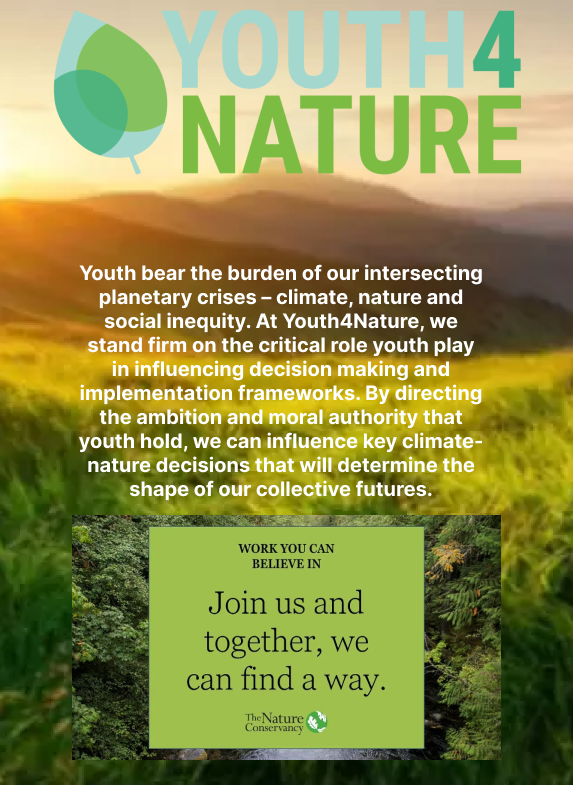 YOUTH4
NATURE
Youth bear the burden of our intersecting
planetary crises – climate, nature and
social inequity. At Youth4Nature, we
stand firm on the critical role youth play
in influencing decision making and
implementation frameworks. By directing
the ambition and moral authority that
youth hold, we can influence key climate-
nature decisions that will determine the
shape of our collective futures.
WORK YOU CAN
BELIEVE IN
Join us and
together, we
can find a way.
The Nature
Conservancy